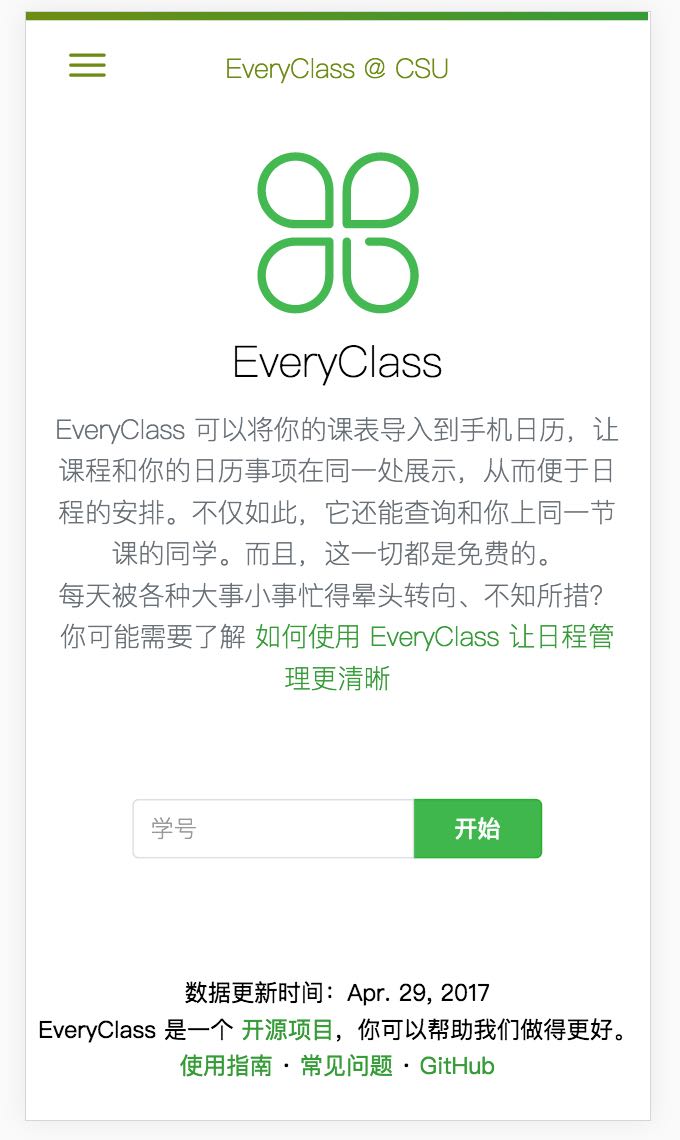 EveryClass @ CSU
EveryClass
EveryClass 可以将你的课表导入到手机日历，让
课程和你的日历事项在同一处展示，从而便于日
程的安排。不仅如此，它还能查询和你上同一节
课的同学。而且，这一切都是免费的。
每天被各种大事小事忙得晕头转向、不知所措？
你可能需要了解 如何使用 EveryClass 让日程管
理更清晰
学号 开始
数据更新时间：Apr. 29, 2017
EveryClass 是一个 开源项目，你可以帮助我们做得更好。
使用指南 · 常见问题 · GitHub